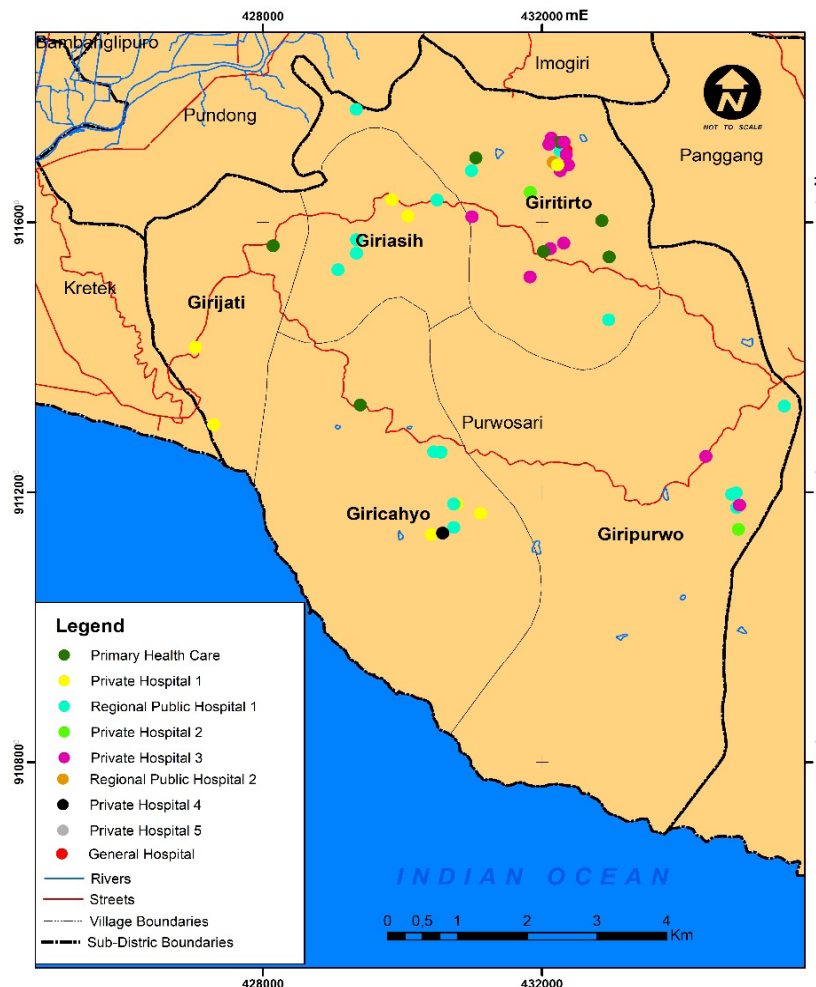 428000
432000 mE
Bambanglipuro
Imogiri
Pundong
N
NOT TO SCALE
Panggang
Giritirto
911600
Giriasih
Kretek
Girijati
Purwosari
911200
Giricahyo
Giripurwo
Legend
Primary Health Care
Private Hospital 1
Regional Public Hospital 1
Private Hospital 2
Private Hospital 3
Regional Public Hospital 2
Private Hospital 4
Private Hospital 5
General Hospital
Rivers
Streets
Village Boundaries
Sub-Distric Boundaries
910800
INDIAN OCEAN
0 0,5 1 2 3 4
Km
428000
432000